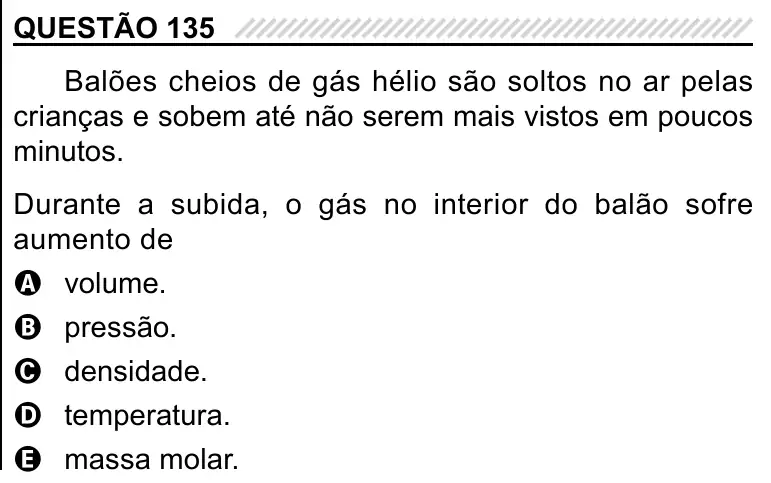 QUESTÃO 135
Balões cheios de gás hélio são soltos no ar pelas
crianças e sobem até não serem mais vistos em poucos
minutos.
Durante a subida, o gás no interior do balão sofre
aumento de
A volume.
B pressão.
C densidade.
D temperatura.
E massa molar.